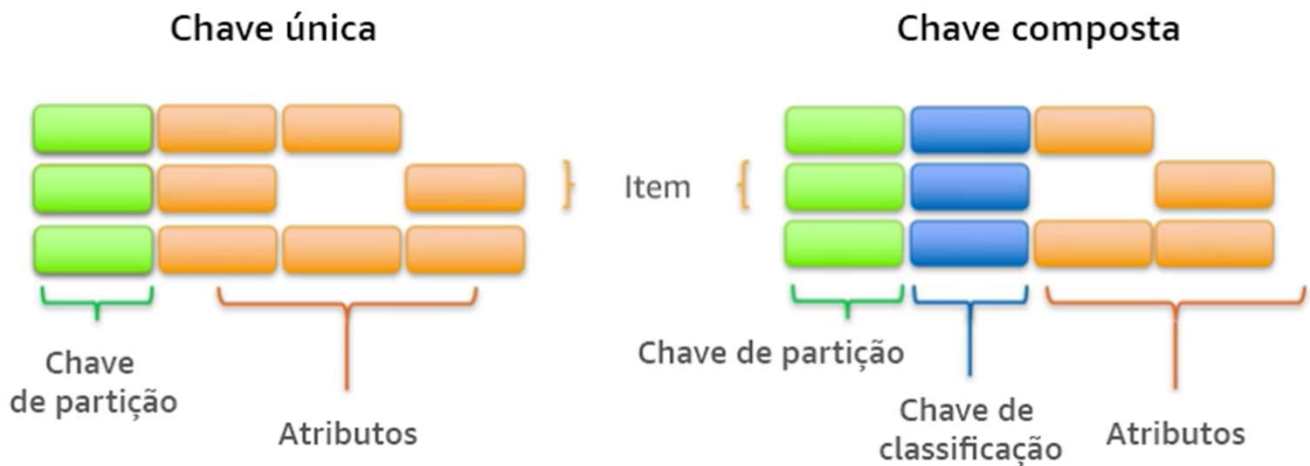 Chave única
Chave composta
Item
Chave
de partição
Atributos
Chave de partição
Chave de
classificação
Atributos